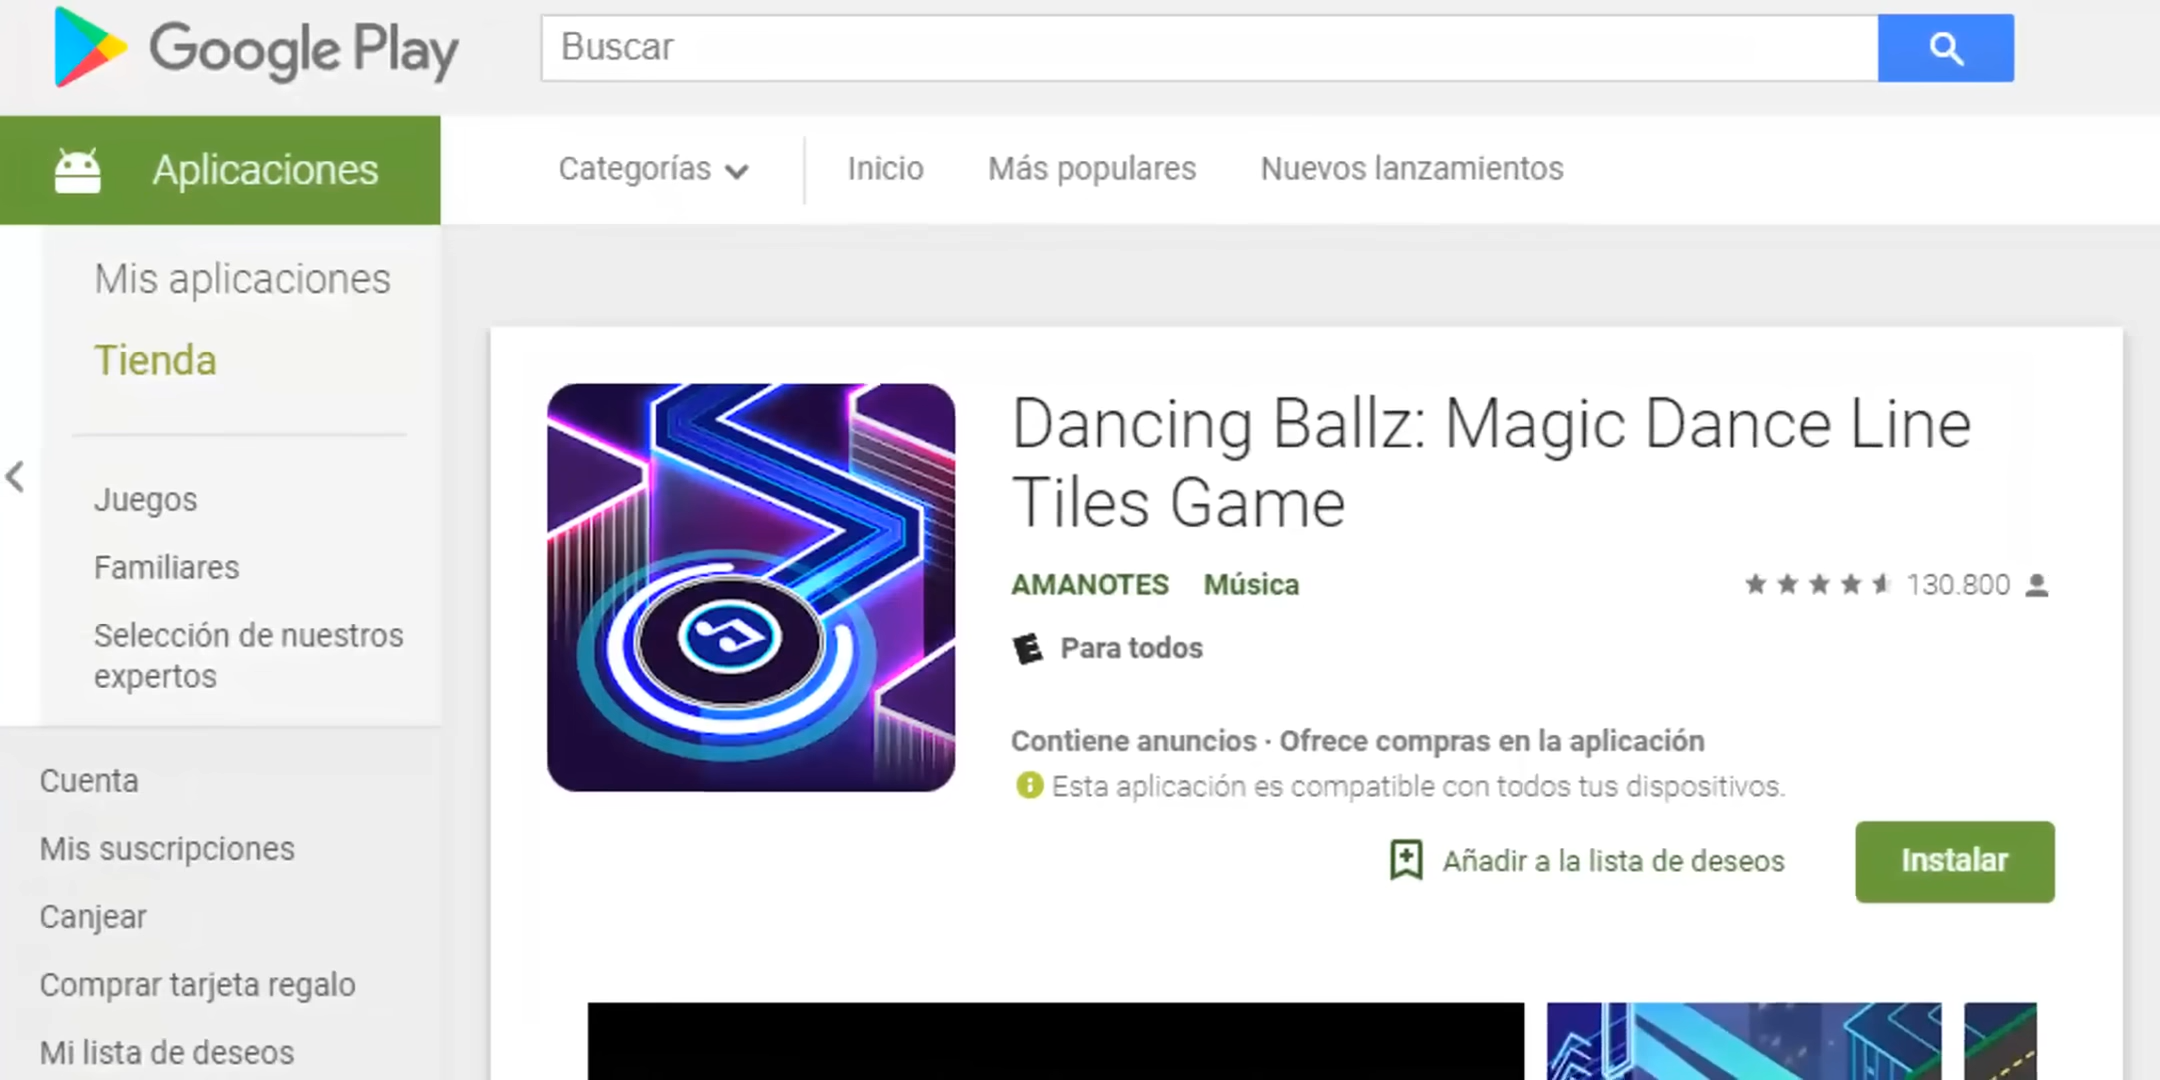 Google Play
Buscar
Aplicaciones
Categorías
Inicio
Más populares
Nuevos lanzamientos
Mis aplicaciones
Tienda
Juegos
Familiares
Selección de nuestros
expertos
Cuenta
Mis suscripciones
Canjear
Comprar tarjeta regalo
Mi lista de deseos
Dancing Ballz: Magic Dance Line
Tiles Game
AMANOTES Música
130.800
E Para todos
Contiene anuncios · Ofrece compras en la aplicación
Esta aplicación es compatible con todos tus dispositivos.
Añadir a la lista de deseos
Instalar